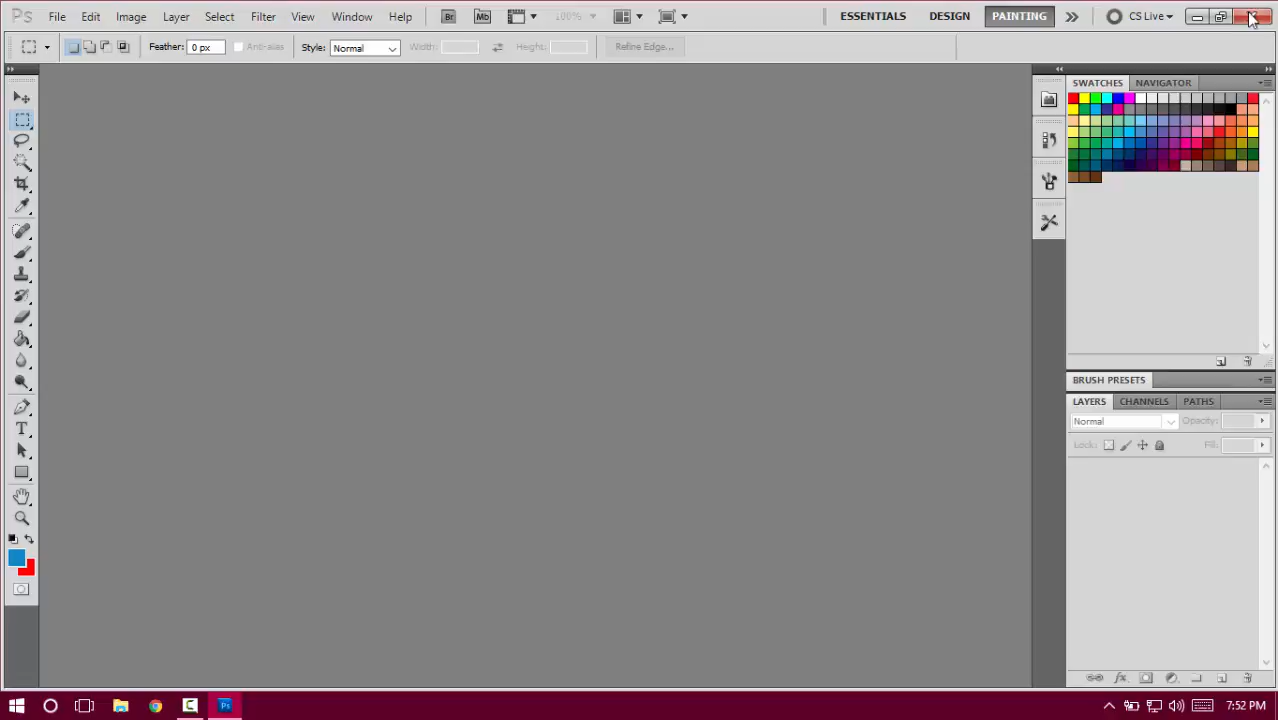 Ps File Edit Image Layer Select Filter View Window Help Br Mb 100% ESSENTIALS DESIGN PAINTING CS Live
Feather: 0 px Anti-alias Style: Normal Width: Height: Refine Edge...
SWATCHES NAVIGATOR
BRUSH PRESETS
LAYERS CHANNELS PATHS
Normal Opacity:
Lock: Fill:
T
Ps 7:52 PM